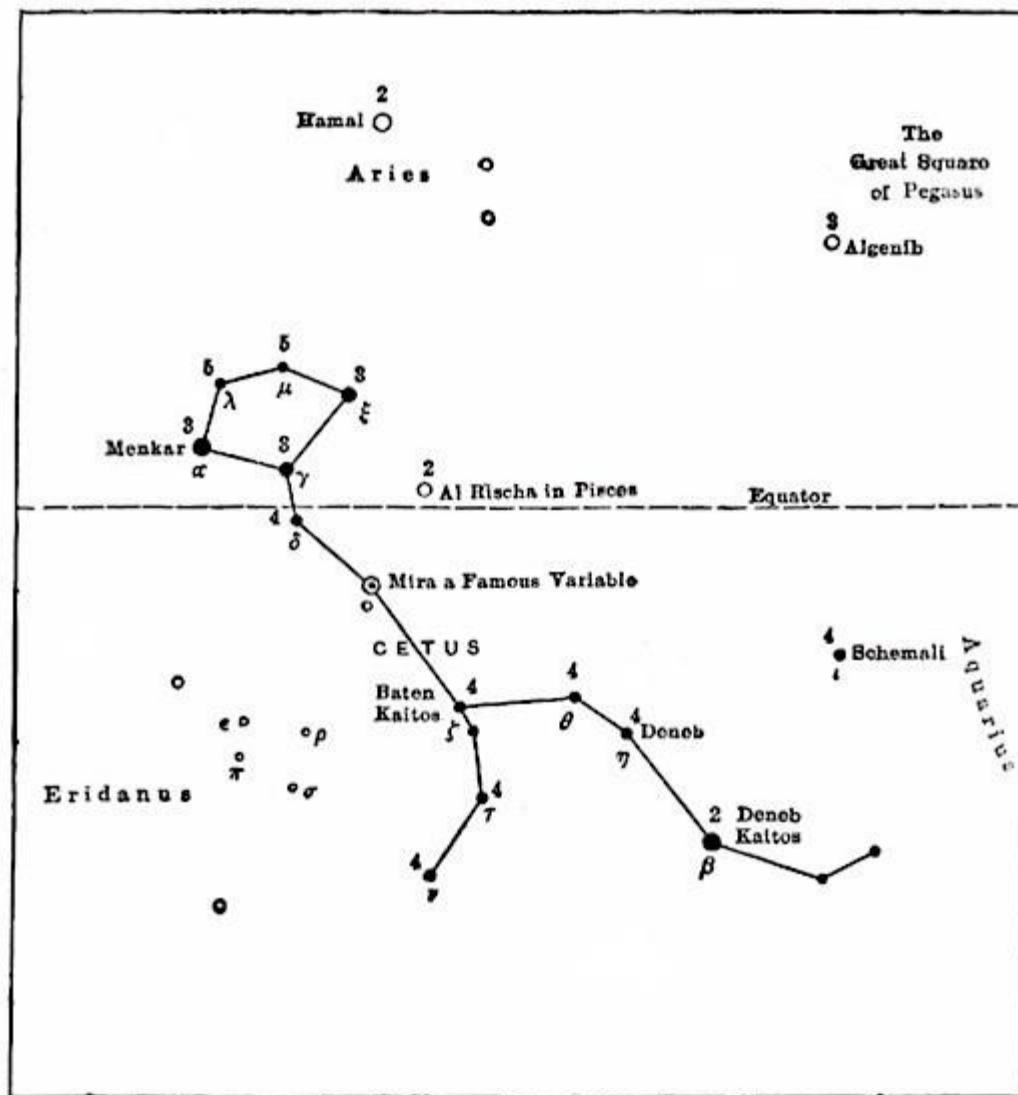 2
Hamal
Aries
The
Great Square
of Pegasus
3
Algenib
5
λ
5
μ
3
ξ
3
Menkar
α
3
γ
2
Al Rischa in Pisces
Equator
4
δ
Mira a Famous Variable
ο
CETUS
4
Schemali
ι
Aquarius
Baten
Kaitos
4
ζ
4
θ
4
Deneb
η
ε
ρ
π
σ
Eridanus
4
τ
2
Deneb
Kaitos
β
4
ν